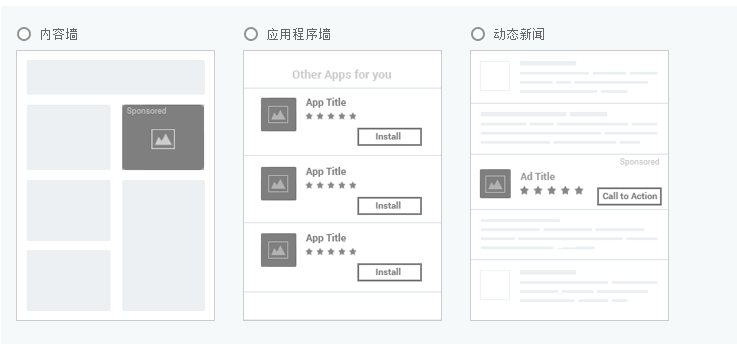 内容墙
应用程序墙
动态新闻
Sponsored
Other Apps for you
App Title
Install
App Title
Install
App Title
Install
Sponsored
Ad Title
Call to Action